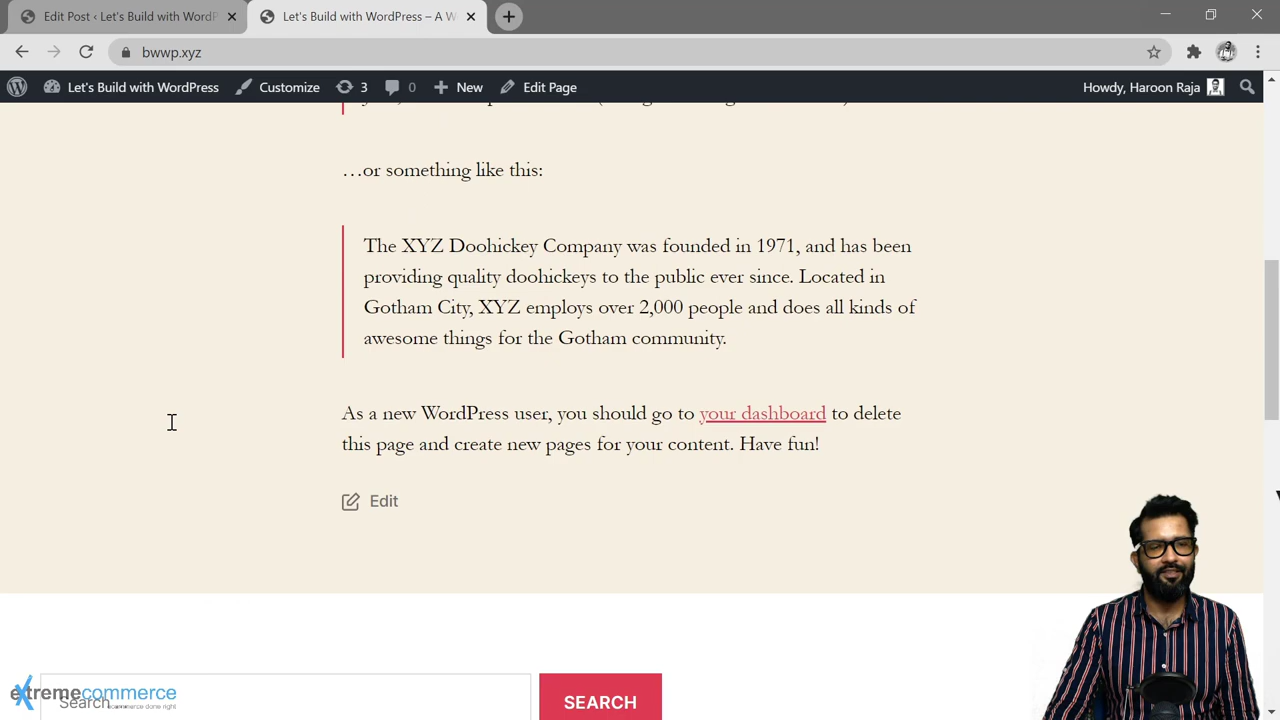 Edit Post ‹ Let's Build with WordP
Let's Build with WordPress – A W
bwwp.xyz
Let's Build with WordPress
Customize
3
0
New
Edit Page
Howdy, Haroon Raja
…or something like this:
The XYZ Doohickey Company was founded in 1971, and has been
providing quality doohickeys to the public ever since. Located in
Gotham City, XYZ employs over 2,000 people and does all kinds of
awesome things for the Gotham community.
As a new WordPress user, you should go to your dashboard to delete
this page and create new pages for your content. Have fun!
Edit
Search
SEARCH
extremecommerce
ecommerce done right